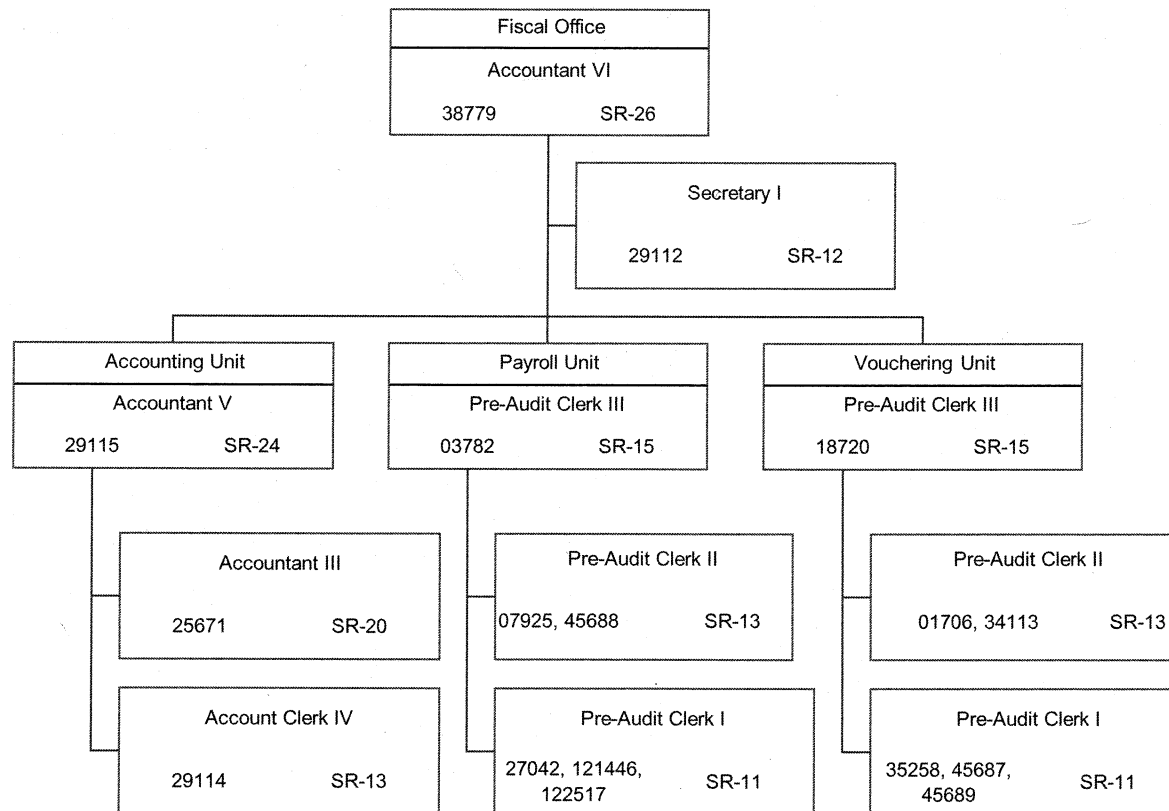 Fiscal Office
Accountant VI
38779 SR-26
Secretary I
29112 SR-12
Accounting Unit
Accountant V
29115 SR-24
Payroll Unit
Pre-Audit Clerk III
03782 SR-15
Vouchering Unit
Pre-Audit Clerk III
18720 SR-15
Accountant III
25671 SR-20
Pre-Audit Clerk II
07925, 45688 SR-13
Pre-Audit Clerk II
01706, 34113 SR-13
Account Clerk IV
29114 SR-13
Pre-Audit Clerk I
27042, 121446, SR-11
122517
Pre-Audit Clerk I
35258, 45687, SR-11
45689